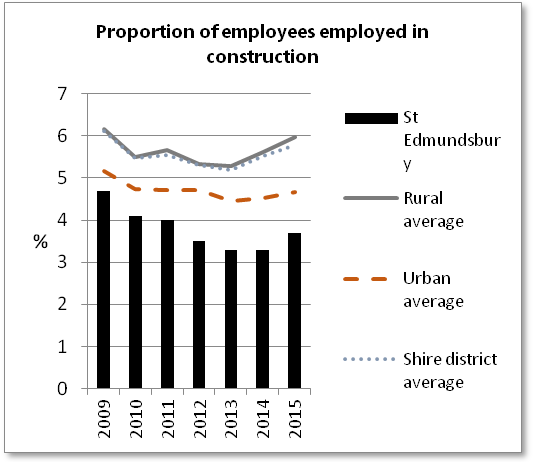 Proportion of employees employed in
construction
7
6
5
4
3
2
1
0
%
2009
2010
2011
2012
2013
2014
2015
St
Edmundsbur
y
Rural
average
Urban
average
Shire district
average